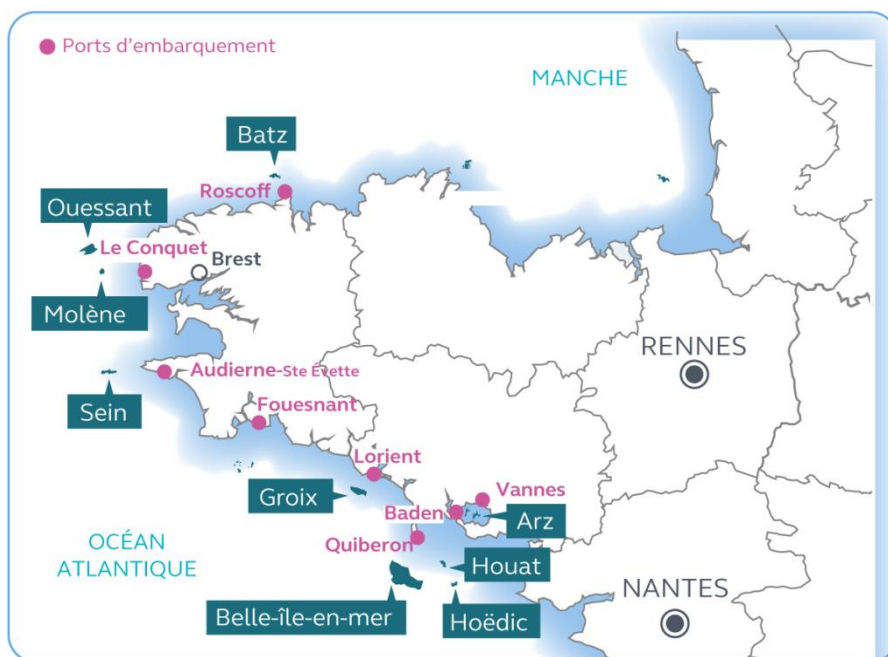 Ports d'embarquement
MANCHE
Batz
Roscoff
Ouessant
Le Conquet
Brest
Molène
RENNES
Audierne-Ste Évette
Sein
Fouesnant
Lorient
Groix
Vannes
Baden
Arz
Quiberon
OCÉAN
ATLANTIQUE
Houat
NANTES
Belle-île-en-mer
Hoëdic